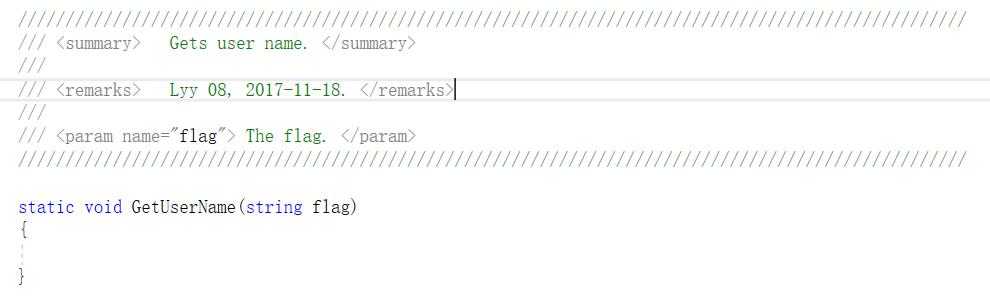 ////////////////////////////////////////////////////////////////////////////////////////////////////
/// <summary>   Gets user name. </summary>
///
/// <remarks>   Lyy 08, 2017-11-18. </remarks>
///
/// <param name="flag"> The flag. </param>
////////////////////////////////////////////////////////////////////////////////////////////////////
static void GetUserName(string flag)
{
}